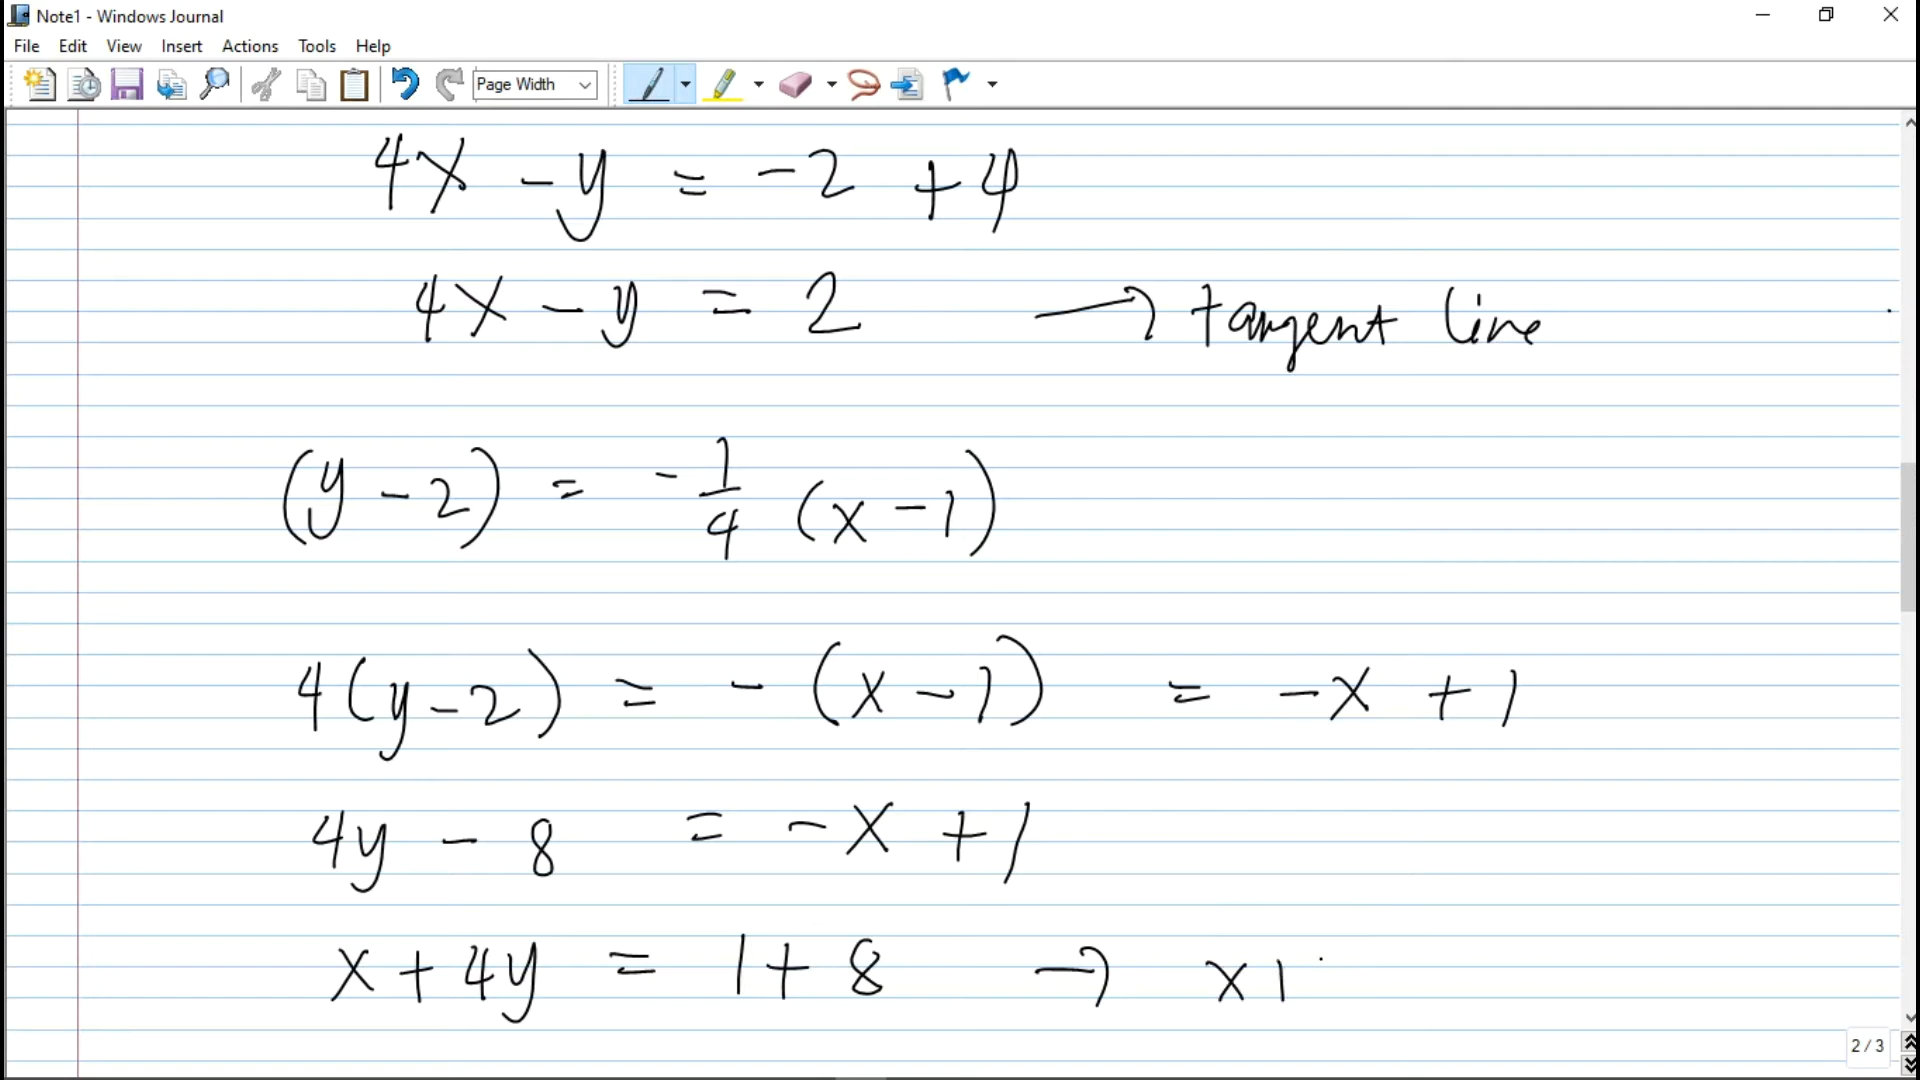 Note1 - Windows Journal
File Edit View Insert Actions Tools Help
Page Width
4x - y = -2 + 4
4x - y = 2 → tangent line
(y - 2) = - 1/4 (x - 1)
4(y - 2) = - (x - 1) = -x + 1
4y - 8 = -x + 1
x + 4y = 1 + 8 → x
2 / 3